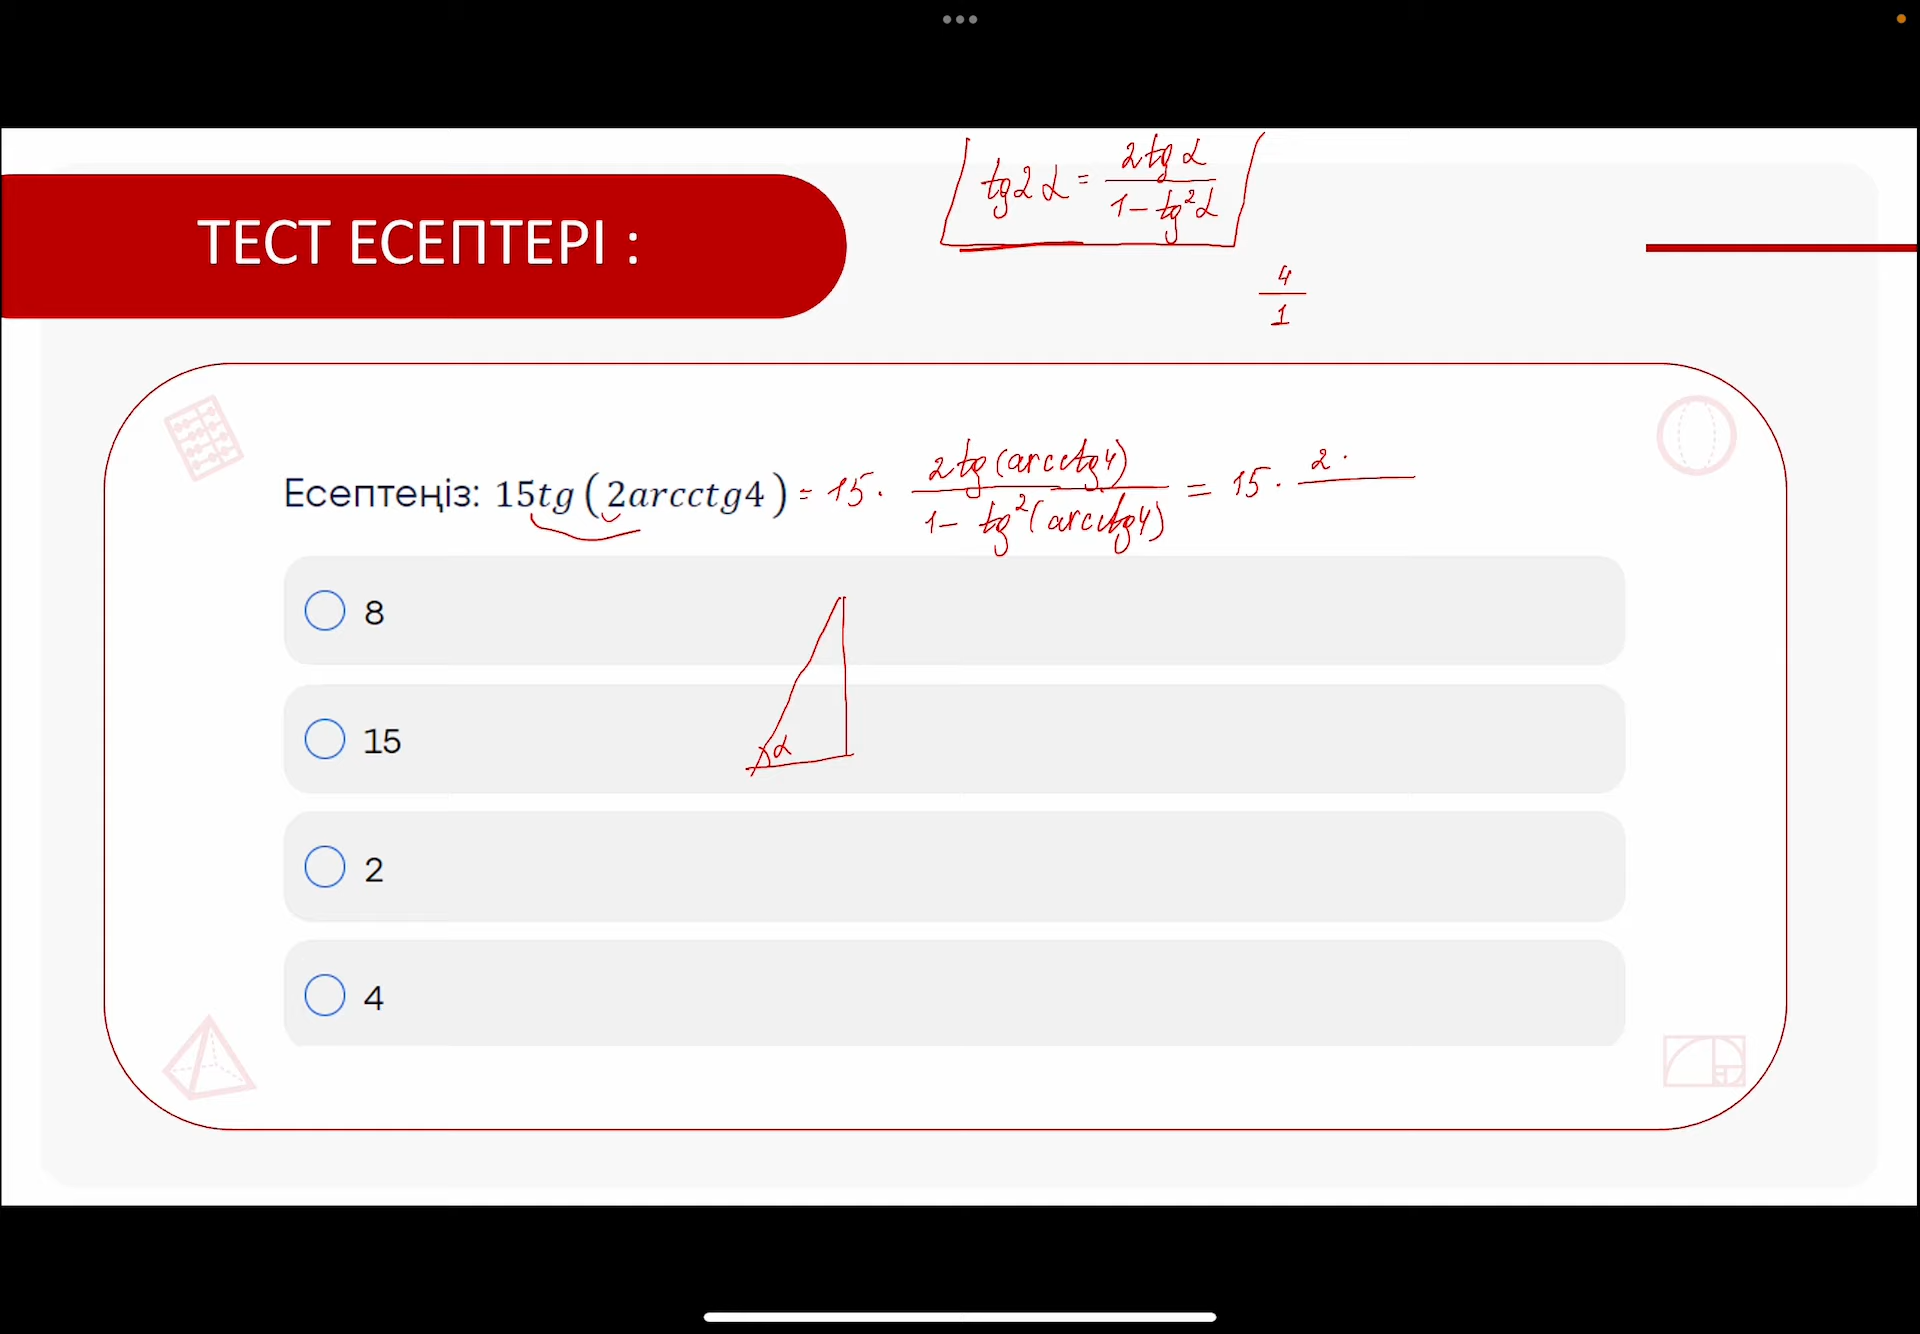 tg2α = 2tgα / 1 - tg²α
ТЕСТ ЕСЕПТЕРІ :
4 / 1
Есептеңіз: 15tg(2arcctg4) = 15 · 2tg(arcctg4) / 1 - tg²(arcctg4) = 15 · 2 ·
8
15
α
2
4